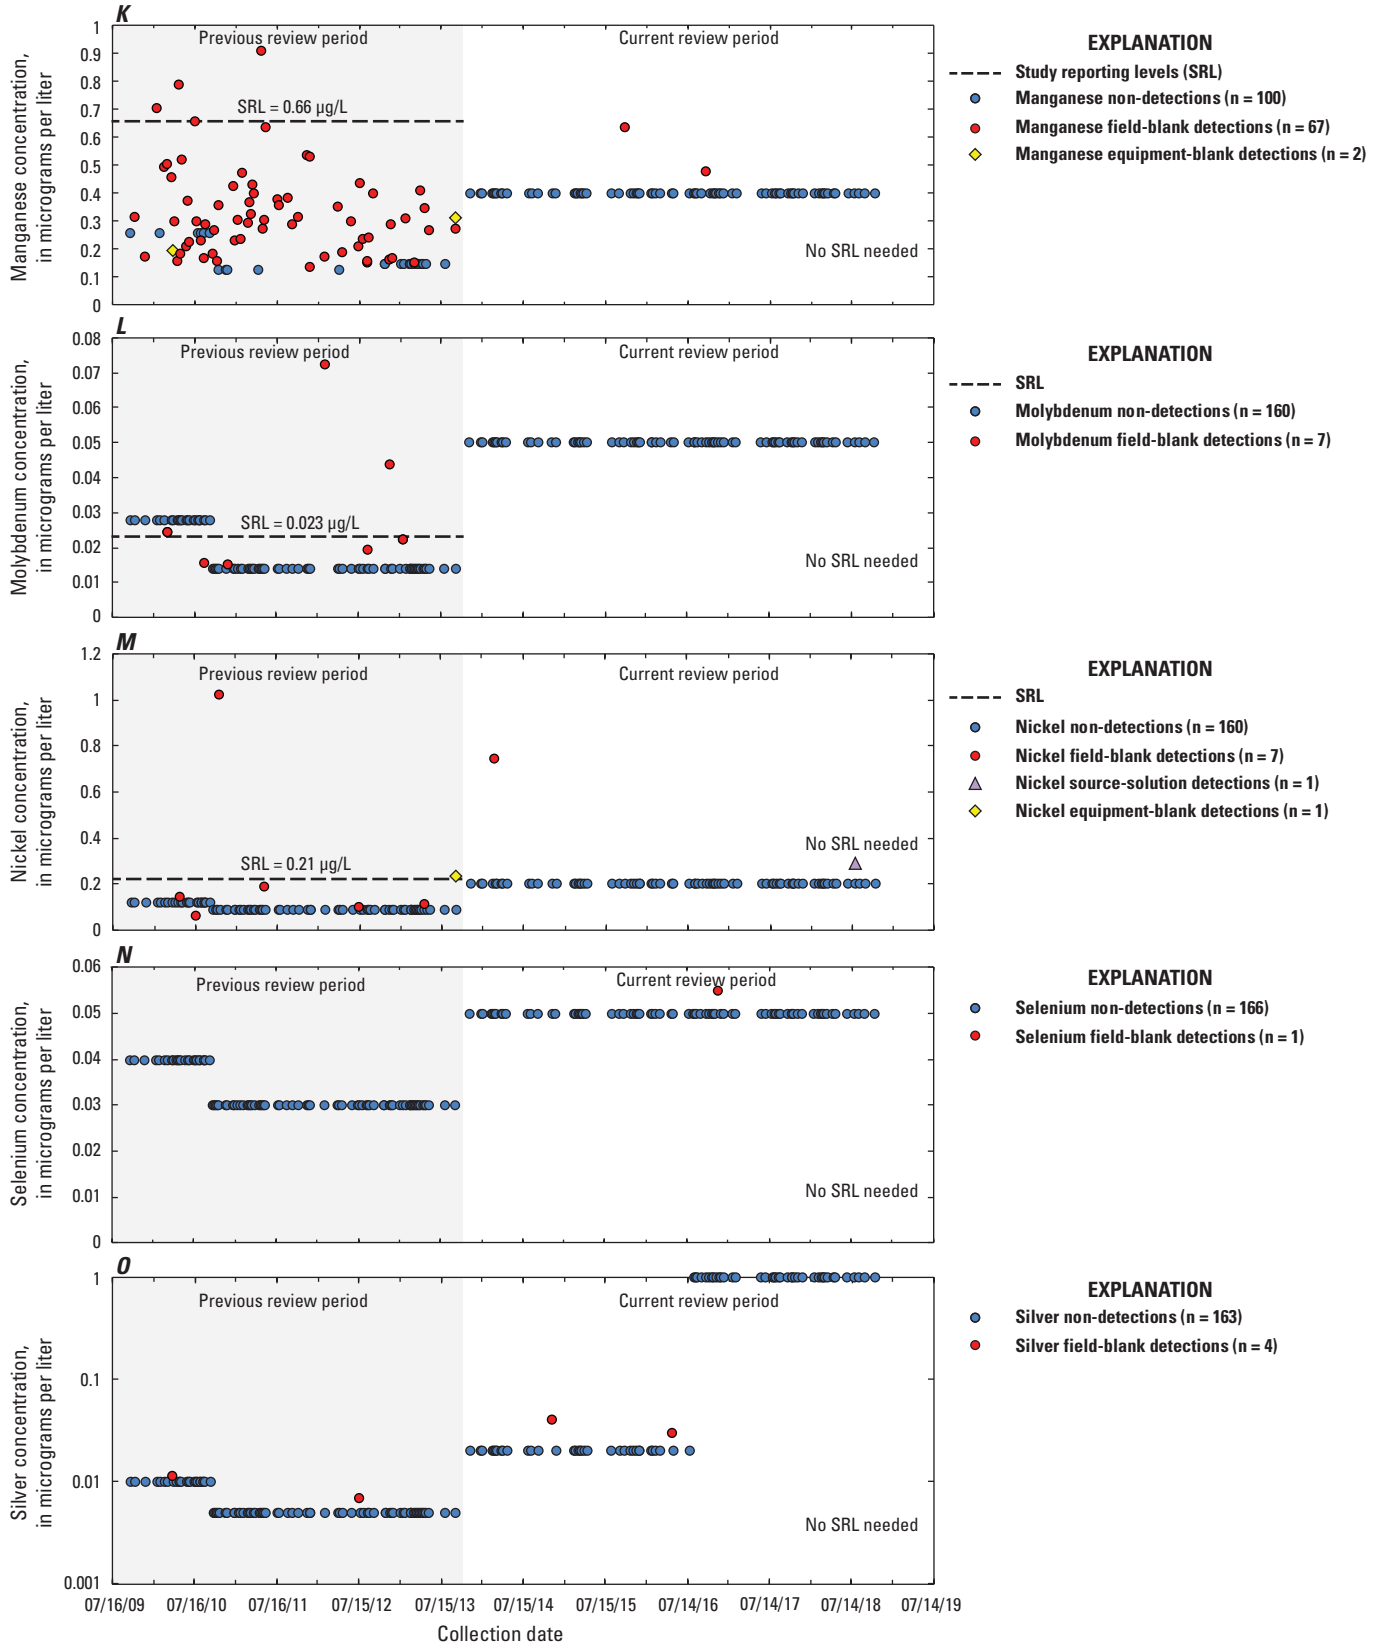 K
Manganese concentration,
in micrograms per liter
1
0.9
0.8
0.7
0.6
0.5
0.4
0.3
0.2
0.1
0
Previous review period
Current review period
SRL = 0.66 µg/L
No SRL needed
EXPLANATION
Study reporting levels (SRL)
Manganese non-detections (n = 100)
Manganese field-blank detections (n = 67)
Manganese equipment-blank detections (n = 2)
L
Molybdenum concentration,
in micrograms per liter
0.08
0.07
0.06
0.05
0.04
0.03
0.02
0.01
0
Previous review period
Current review period
SRL = 0.023 µg/L
No SRL needed
EXPLANATION
SRL
Molybdenum non-detections (n = 160)
Molybdenum field-blank detections (n = 7)
M
Nickel concentration,
in micrograms per liter
1.2
1
0.8
0.6
0.4
0.2
0
Previous review period
Current review period
SRL = 0.21 µg/L
No SRL needed
EXPLANATION
SRL
Nickel non-detections (n = 160)
Nickel field-blank detections (n = 7)
Nickel source-solution detections (n = 1)
Nickel equipment-blank detections (n = 1)
N
Selenium concentration,
in micrograms per liter
0.06
0.05
0.04
0.03
0.02
0.01
0
Previous review period
Current review period
No SRL needed
EXPLANATION
Selenium non-detections (n = 166)
Selenium field-blank detections (n = 1)
O
Silver concentration,
in micrograms per liter
1
0.1
0.01
0.001
Previous review period
Current review period
No SRL needed
EXPLANATION
Silver non-detections (n = 163)
Silver field-blank detections (n = 4)
07/16/09 07/16/10 07/16/11 07/15/12 07/15/13 07/15/14 07/15/15 07/14/16 07/14/17 07/14/18 07/14/19
Collection date